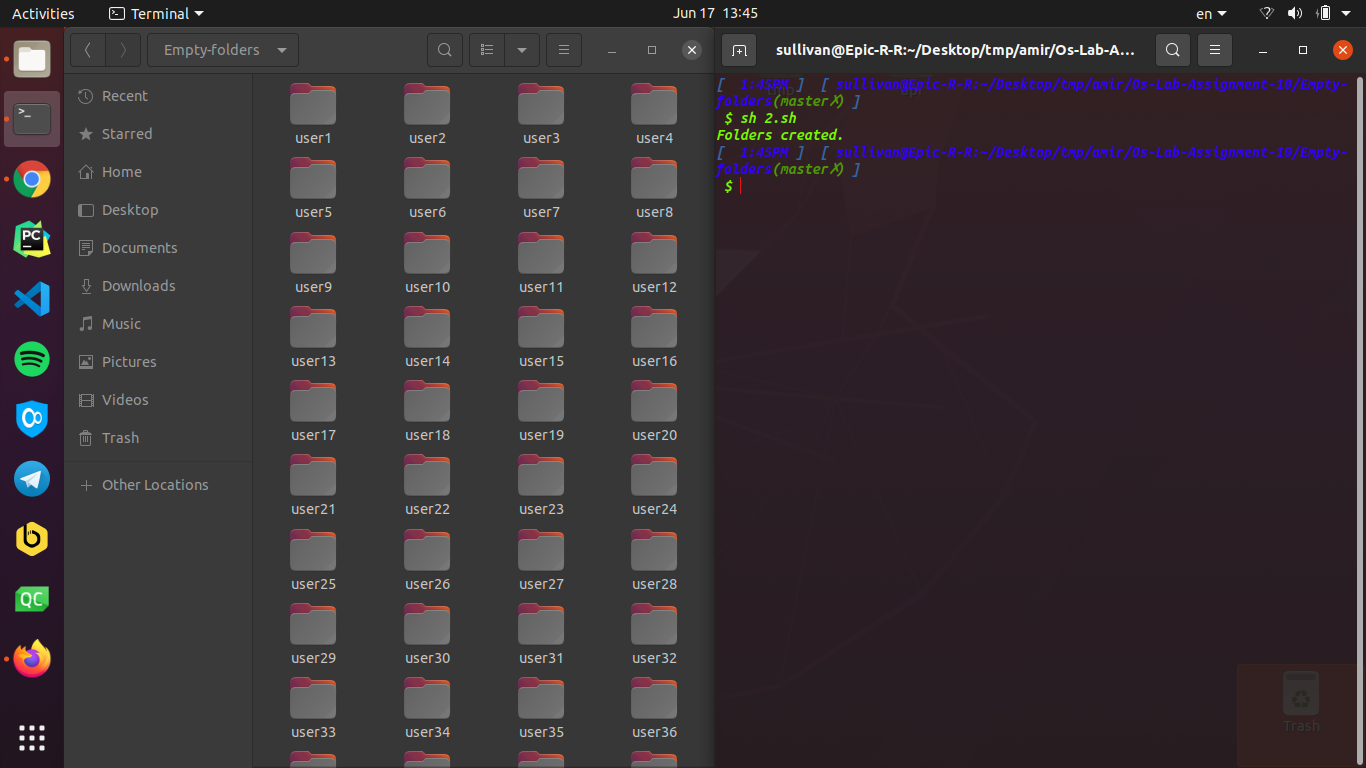 Activities
Terminal
Jun 17 13:45
en
Empty-folders
sullivan@Epic-R-R:~/Desktop/tmp/amir/Os-Lab-A...
Recent
Starred
Home
Desktop
Documents
Downloads
Music
Pictures
Videos
Trash
Other Locations
user1 user2 user3 user4
user5 user6 user7 user8
user9 user10 user11 user12
user13 user14 user15 user16
user17 user18 user19 user20
user21 user22 user23 user24
user25 user26 user27 user28
user29 user30 user31 user32
user33 user34 user35 user36
[ 1:45PM ] [ sullivan@Epic-R-R:~/Desktop/tmp/amir/Os-Lab-Assignment-10/Empty-
folders(master✗) ]
$ sh 2.sh
Folders created.
[ 1:45PM ] [ sullivan@Epic-R-R:~/Desktop/tmp/amir/Os-Lab-Assignment-10/Empty-
folders(master✗) ]
$
tmp
Trash
PC
QC
>_